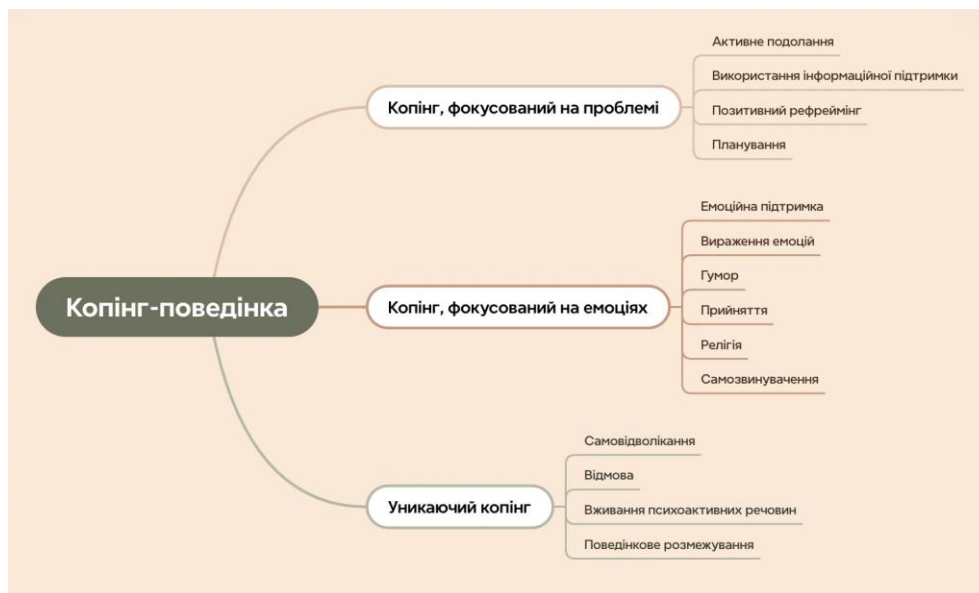 Копінг-поведінка
Копінг, фокусований на проблемі
Активне подолання
Використання інформаційної підтримки
Позитивний рефреймінг
Планування
Копінг, фокусований на емоціях
Емоційна підтримка
Вираження емоцій
Гумор
Прийняття
Релігія
Самозвинувачення
Уникаючий копінг
Самовідволікання
Відмова
Вживання психоактивних речовин
Поведінкове розмежування